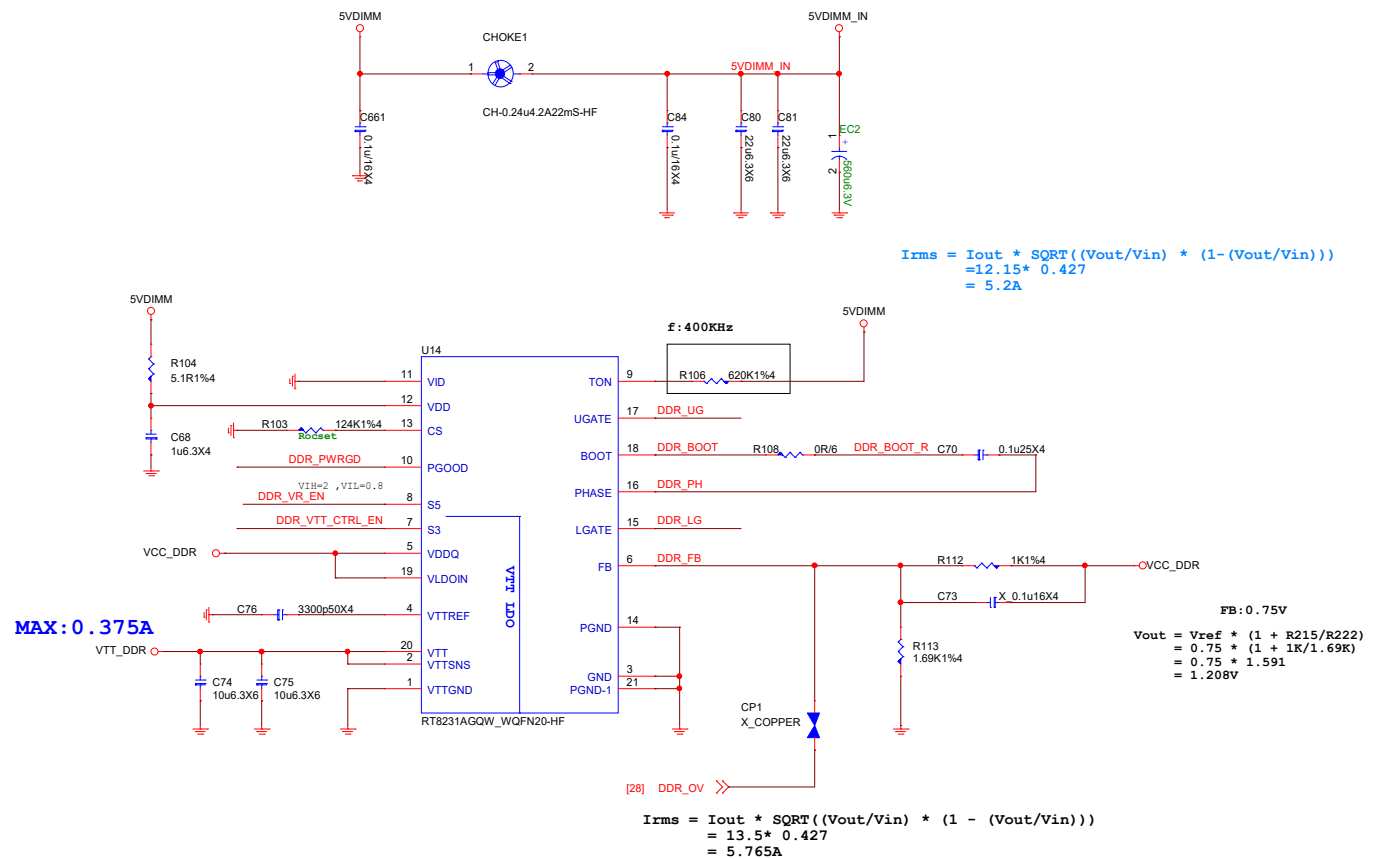 5VDIMM
5VDIMM_IN
CHOKE1
1
2
5VDIMM_IN
CH-0.24u4.2A22mS-HF
C661
0.1u/16X4
C84
0.1u/16X4
C80
22u6.3X6
C81
22u6.3X6
EC2
1
+
2
560u6.3V
Irms = Iout * SQRT((Vout/Vin) * (1-(Vout/Vin)))
=12.15* 0.427
= 5.2A
5VDIMM
5VDIMM
f:400KHz
R104
5.1R1%4
U14
11
VID
TON
9
R106
620K1%4
12
VDD
17
DDR_UG
UGATE
R103
124K1%4
Rocset
13
CS
C68
1u6.3X4
18
DDR_BOOT
BOOT
R108
0R/6
DDR_BOOT_R
C70
0.1u25X4
DDR_PWRGD
10
PGOOD
16
DDR_PH
PHASE
VIH=2 ,VIL=0.8
DDR_VR_EN
8
S5
DDR_VTT_CTRL_EN
7
S3
15
DDR_LG
LGATE
VCC_DDR
5
VDDQ
6
DDR_FB
FB
R112
1K1%4
VCC_DDR
19
VLDOIN
VTT LDO
C73
X_0.1u16X4
C76
3300p50X4
4
VTTREF
FB:0.75V
MAX:0.375A
14
PGND
Vout = Vref * (1 + R215/R222)
= 0.75 * (1 + 1K/1.69K)
= 0.75 * 1.591
= 1.208V
R113
1.69K1%4
VTT_DDR
20
VTT
2
VTTSNS
3
GND
C74
10u6.3X6
C75
10u6.3X6
1
VTTGND
21
PGND-1
RT8231AGQW_WQFN20-HF
CP1
X_COPPER
[28] DDR_OV
Irms = Iout * SQRT((Vout/Vin) * (1 - (Vout/Vin)))
= 13.5* 0.427
= 5.765A